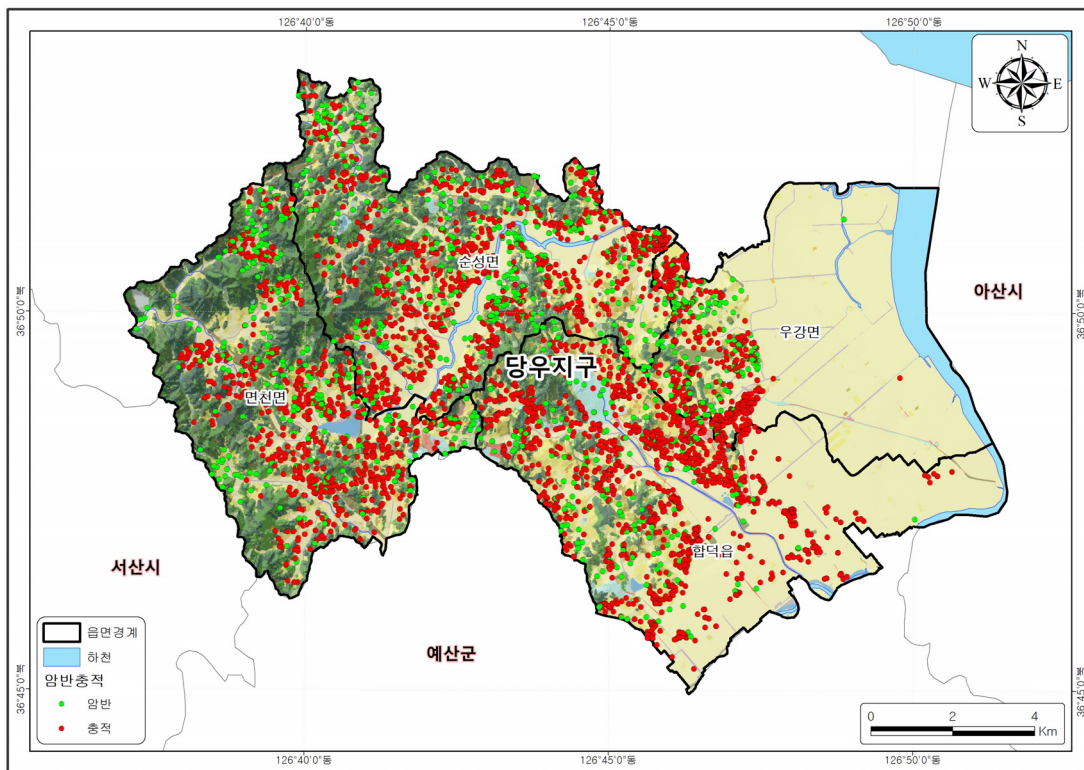 126°40'0"동
126°45'0"동
126°50'0"동
N
W
E
S
36°50'0"북
36°50'0"북
순성면
아산시
우강면
당우지구
면천면
합덕읍
서산시
예산군
읍면경계
하천
암반충적
암반
충적
36°45'0"북
36°45'0"북
0
2
4
Km
126°40'0"동
126°45'0"동
126°50'0"동